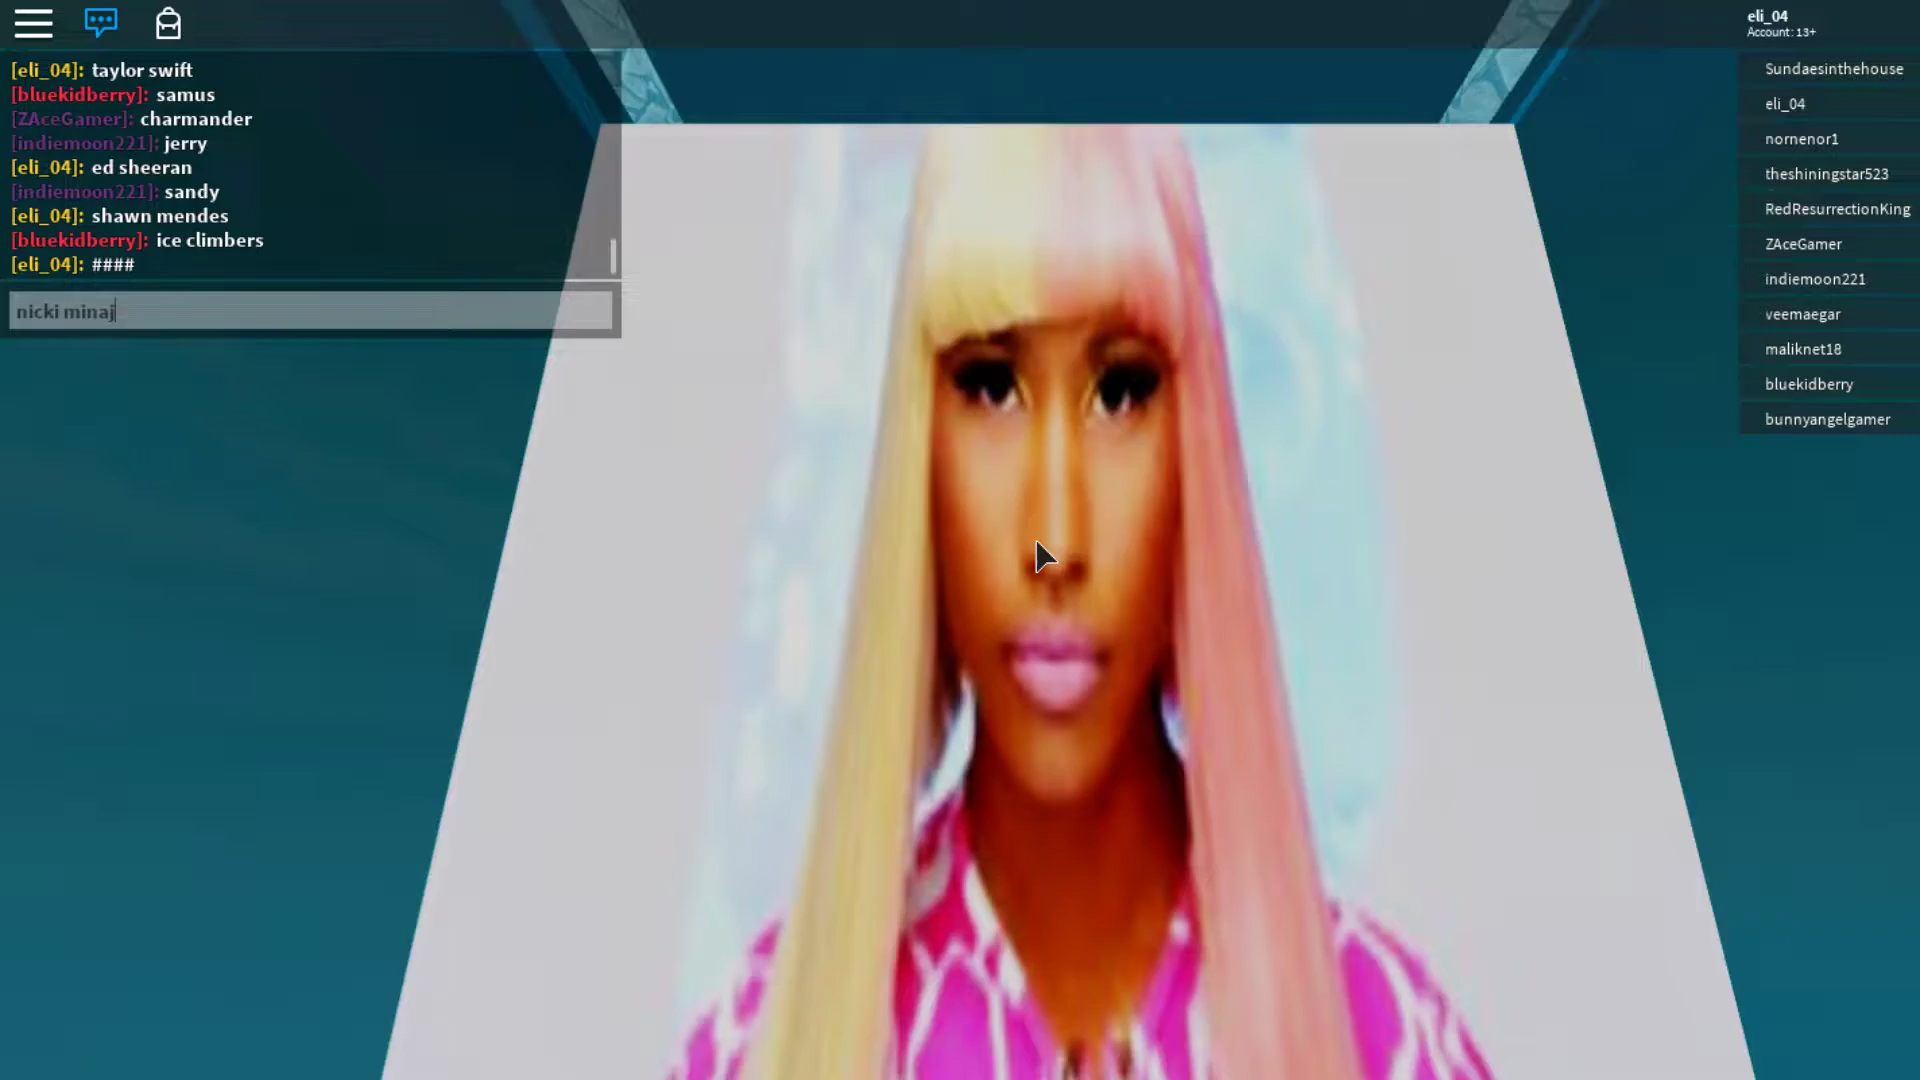 eli_04
Account: 13+
[eli_04]: taylor swift
[bluekidberry]: samus
[ZAceGamer]: charmander
[indiemoon221]: jerry
[eli_04]: ed sheeran
[indiemoon221]: sandy
[eli_04]: shawn mendes
[bluekidberry]: ice climbers
[eli_04]: ####
nicki minaj
Sundaesinthehouse
eli_04
nornenor1
theshiningstar523
RedResurrectionKing
ZAceGamer
indiemoon221
veemaegar
maliknet18
bluekidberry
bunnyangelgamer